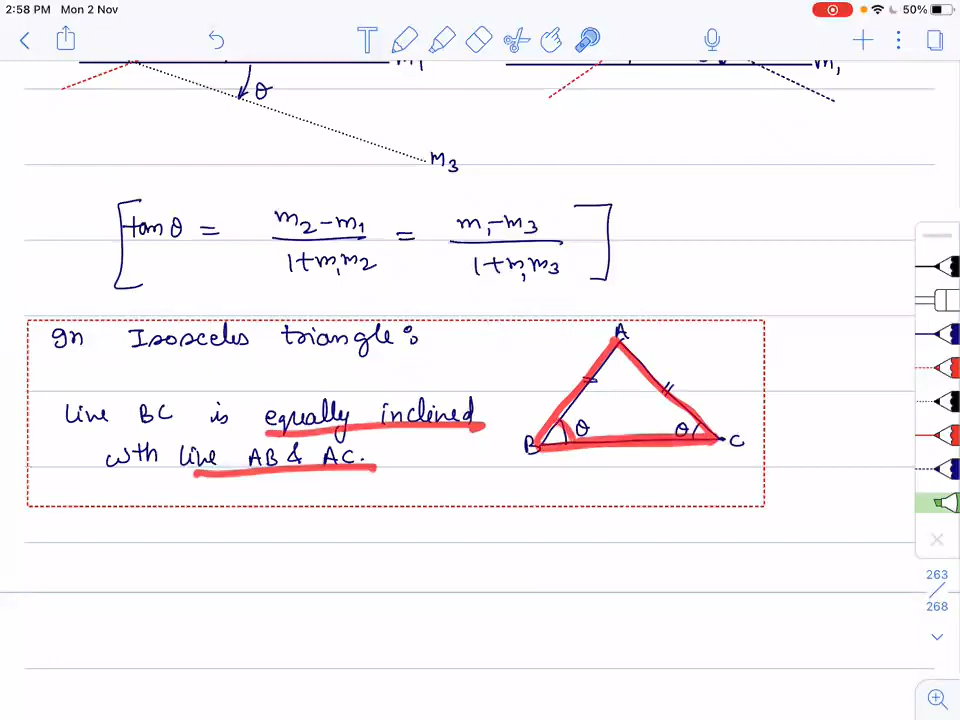 2:58 PM Mon 2 Nov
50%
m1
m1
θ
m3
[tan θ = m2-m1 / 1+m1m2 = m1-m3 / 1+m1m3]
In Isosceles triangle:
A
line BC is equally inclined
B θ θ C
with line AB & AC.
263
268